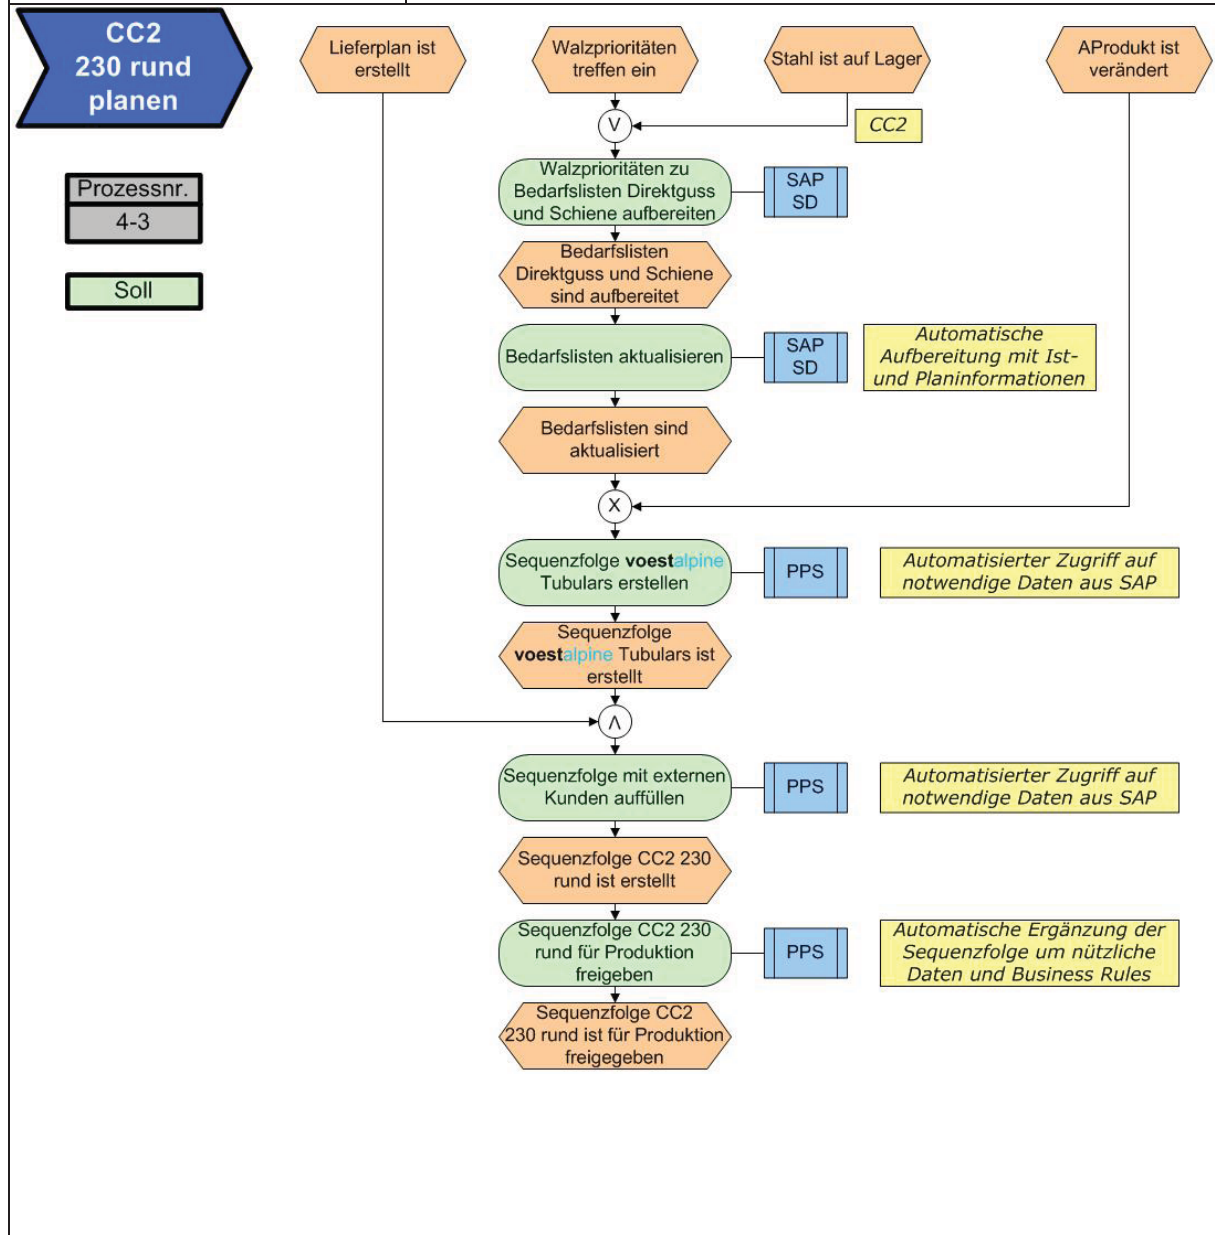 CC2
230 rund
planen
Prozessnr.
4-3
Soll
Lieferplan ist
erstellt
Walzprioritäten
treffen ein
Stahl ist auf Lager
AProdukt ist
verändert
V
CC2
Walzprioritäten zu
Bedarfslisten Direktguss
und Schiene aufbereiten
SAP
SD
Bedarfslisten
Direktguss und Schiene
sind aufbereitet
Bedarfslisten aktualisieren
SAP
SD
Automatische
Aufbereitung mit Ist-
und Planinformationen
Bedarfslisten sind
aktualisiert
X
Sequenzfolge voestalpine
Tubulars erstellen
PPS
Automatisierter Zugriff auf
notwendige Daten aus SAP
Sequenzfolge
voestalpine Tubulars ist
erstellt
Λ
Sequenzfolge mit externen
Kunden auffüllen
PPS
Automatisierter Zugriff auf
notwendige Daten aus SAP
Sequenzfolge CC2 230
rund ist erstellt
Sequenzfolge CC2 230
rund für Produktion
freigeben
PPS
Automatische Ergänzung der
Sequenzfolge um nützliche
Daten und Business Rules
Sequenzfolge CC2
230 rund ist für Produktion
freigegeben